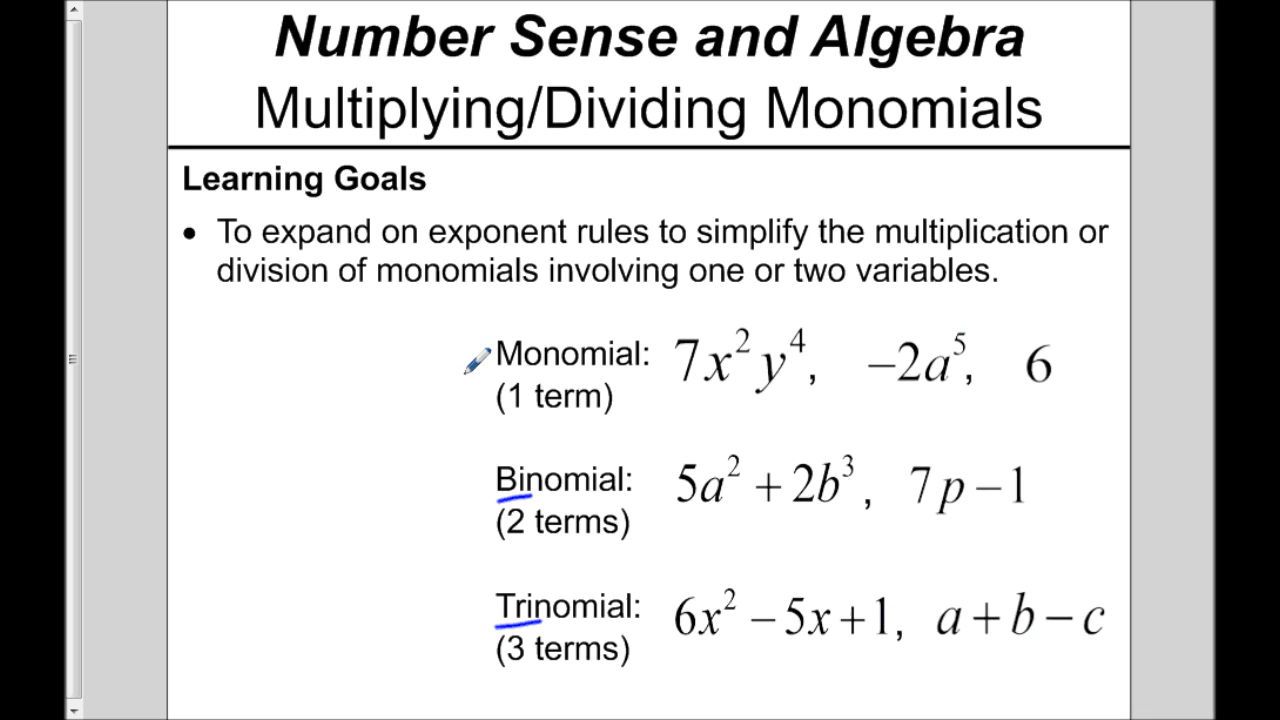 Number Sense and Algebra
Multiplying/Dividing Monomials
Learning Goals
• To expand on exponent rules to simplify the multiplication or
division of monomials involving one or two variables.
Monomial: 7x² y⁴, −2a⁵, 6
(1 term)
Binomial: 5a² + 2b³, 7p − 1
(2 terms)
Trinomial: 6x² − 5x + 1, a + b − c
(3 terms)